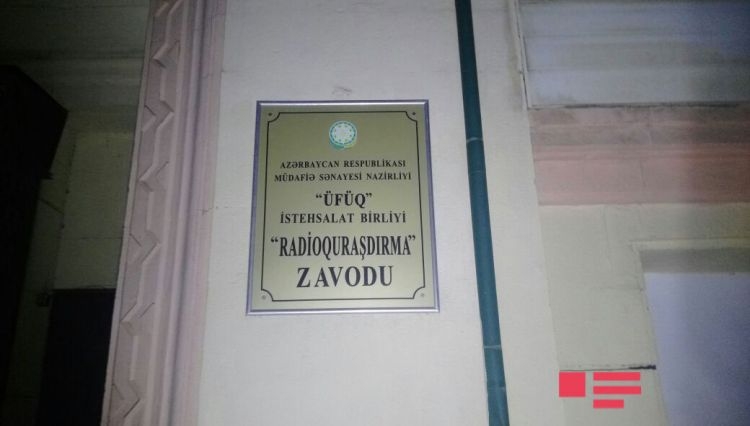 AZƏRBAYCAN RESPUBLİKASI
MÜDAFİƏ SƏNAYESİ NAZİRLİYİ
“ÜFÜQ”
İSTEHSALAT BİRLİYİ
“RADİOQURAŞDIRMA”
ZAVODU